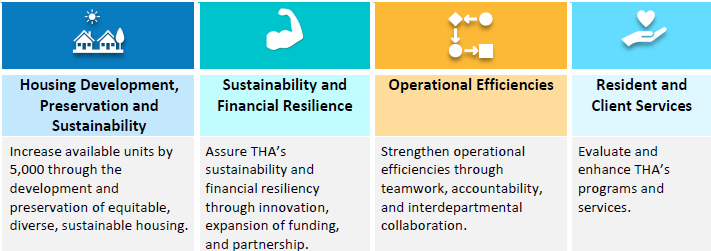 Housing Development,
Preservation and
Sustainability
Increase available units by
5,000 through the
development and
preservation of equitable,
diverse, sustainable housing.
Sustainability and
Financial Resilience
Assure THA's
sustainability and
financial resiliency
through innovation,
expansion of funding,
and partnership.
Operational Efficiencies
Strengthen operational
efficiencies through
teamwork, accountability,
and interdepartmental
collaboration.
Resident and
Client Services
Evaluate and
enhance THA's
programs and
services.